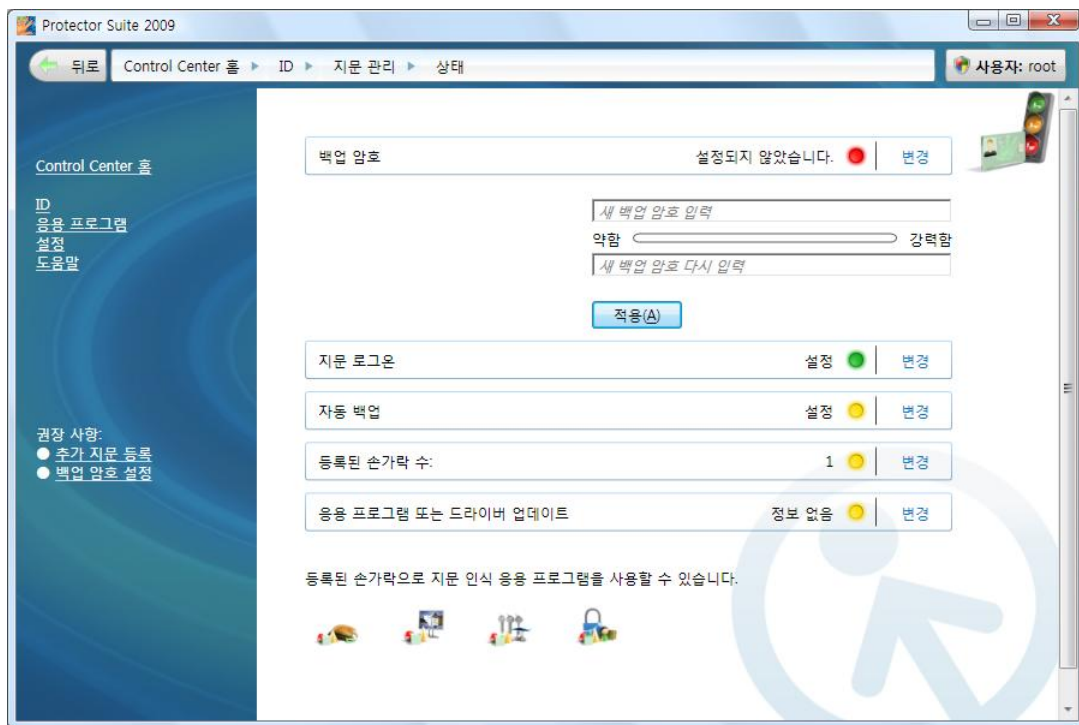 Protector Suite 2009
뒤로 Control Center 홈 ID 지문 관리 상태 사용자: root
Control Center 홈
ID
응용 프로그램
설정
도움말
권장 사항:
추가 지문 등록
백업 암호 설정
백업 암호 설정되지 않았습니다. 변경
새 백업 암호 입력
약함 강력함
새 백업 암호 다시 입력
적용(A)
지문 로그온 설정 변경
자동 백업 설정 변경
등록된 손가락 수: 1 변경
응용 프로그램 또는 드라이버 업데이트 정보 없음 변경
등록된 손가락으로 지문 인식 응용 프로그램을 사용할 수 있습니다.